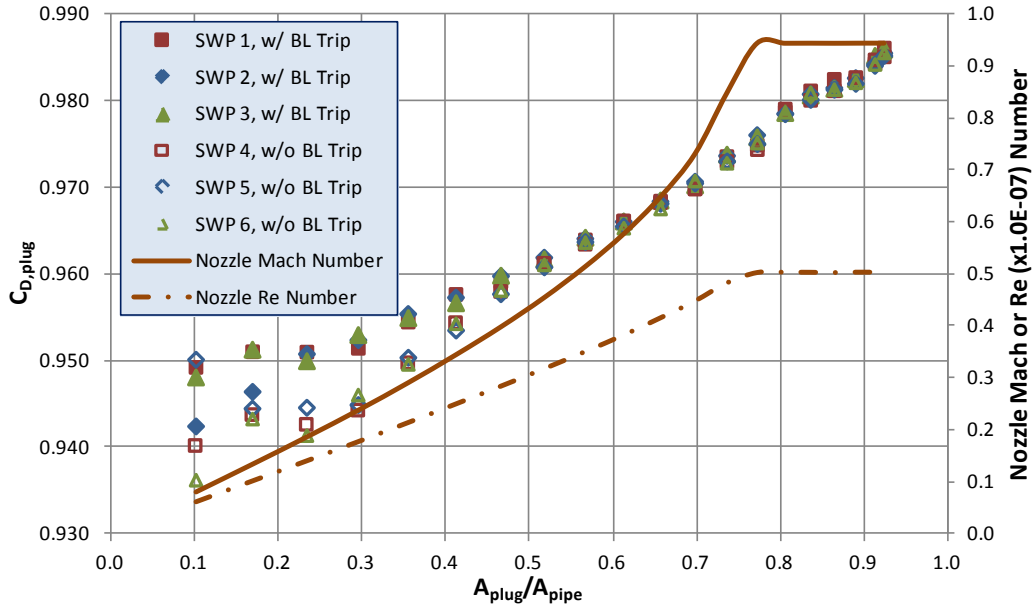 0.990
0.980
0.970
0.960
0.950
0.940
0.930
C_D,plug
SWP 1, w/ BL Trip
SWP 2, w/ BL Trip
SWP 3, w/ BL Trip
SWP 4, w/o BL Trip
SWP 5, w/o BL Trip
SWP 6, w/o BL Trip
Nozzle Mach Number
Nozzle Re Number
1.0
0.9
0.8
0.7
0.6
0.5
0.4
0.3
0.2
0.1
0.0
Nozzle Mach or Re (x1.0E-07) Number
0.0 0.1 0.2 0.3 0.4 0.5 0.6 0.7 0.8 0.9 1.0
A_plug/A_pipe